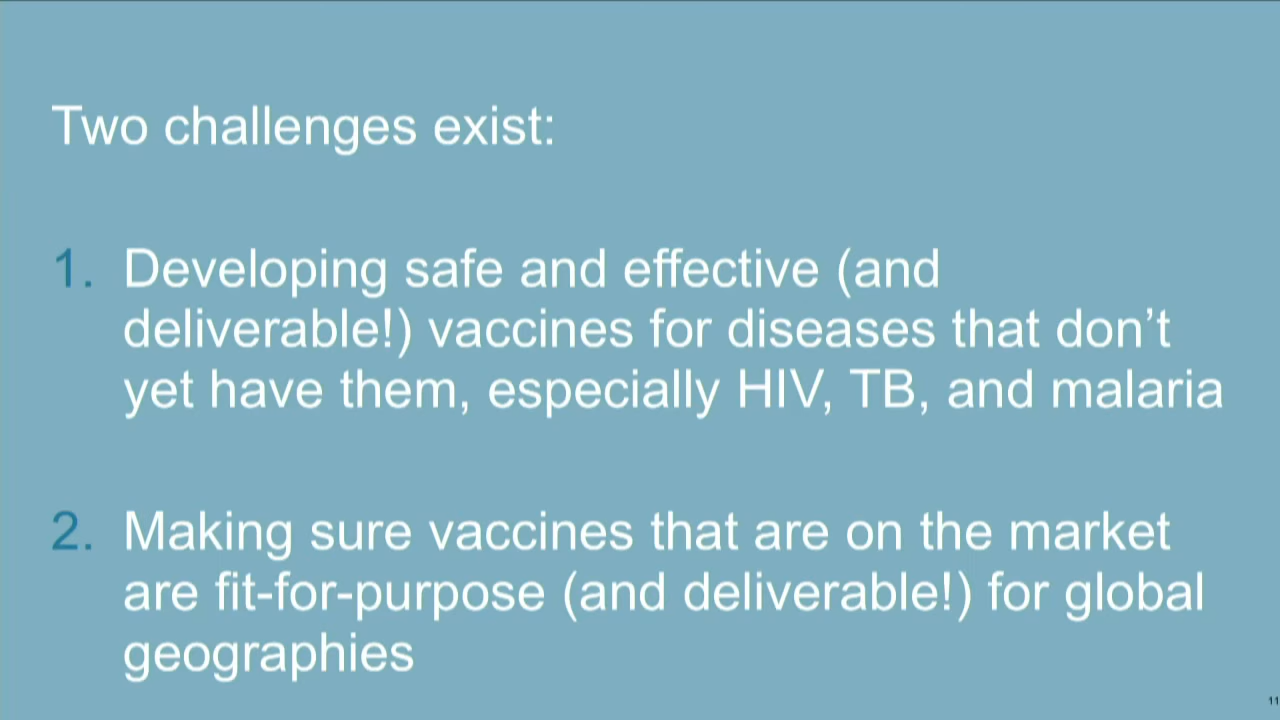 Two challenges exist:
1. Developing safe and effective (and
deliverable!) vaccines for diseases that don’t
yet have them, especially HIV, TB, and malaria
2. Making sure vaccines that are on the market
are fit-for-purpose (and deliverable!) for global
geographies
11